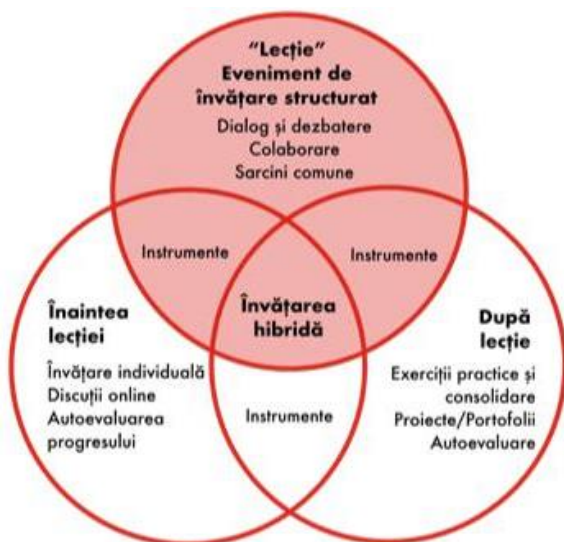 “Lecție”
Eveniment de
învățare structurat
Dialog și dezbatere
Colaborare
Sarcini comune
Instrumente
Instrumente
Învățarea
hibridă
Înaintea
lecției
Învățare individuală
Discuții online
Autoevaluarea
progresului
După
lecție
Exerciții practice și
consolidare
Proiecte/Portofolii
Autoevaluare
Instrumente